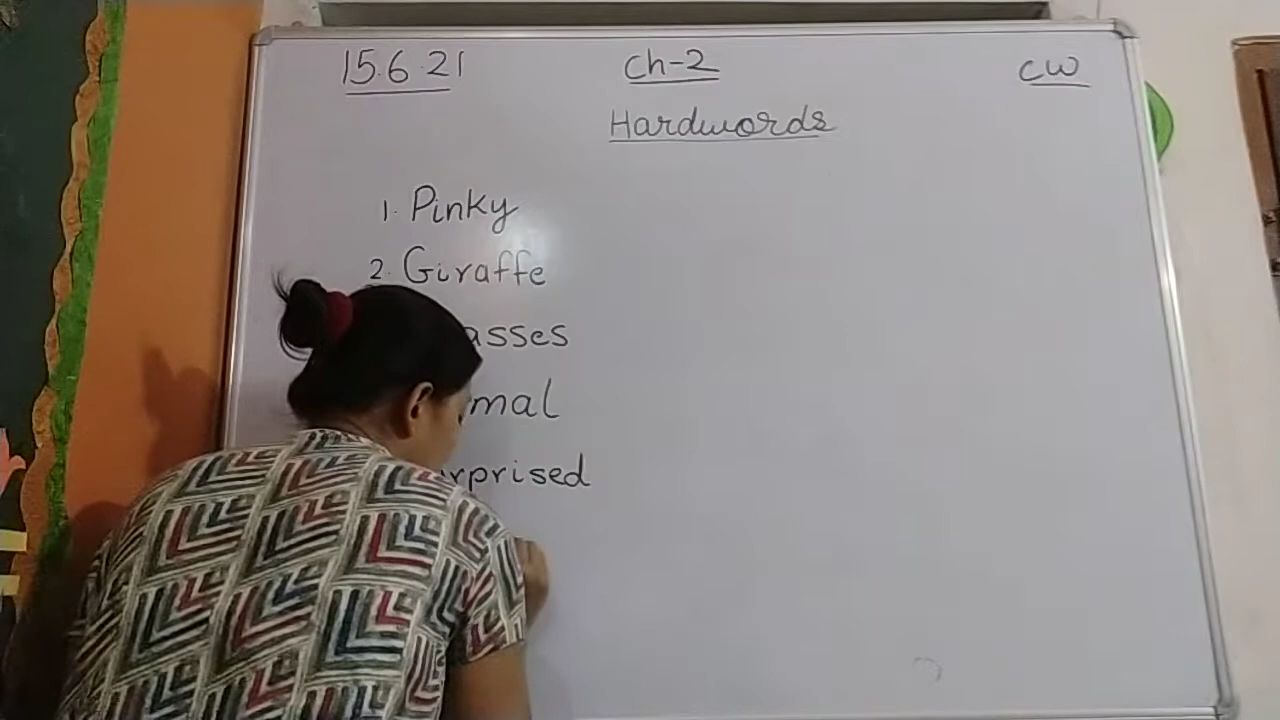 15.6.21 Ch-2 CW
Hardwords
1. Pinky
2. Giraffe
asses
mal
rprised